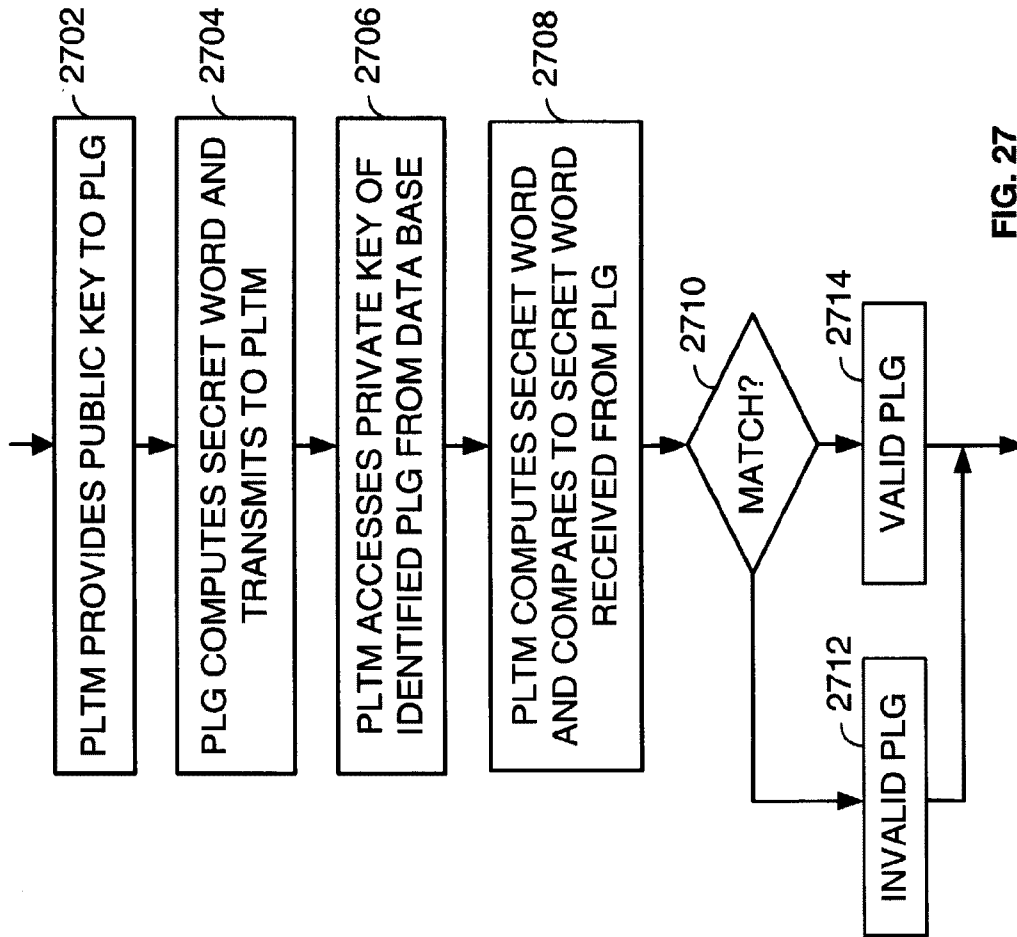 PLTM PROVIDES PUBLIC KEY TO PLG
2702
PLG COMPUTES SECRET WORD AND
TRANSMITS TO PLTM
2704
PLTM ACCESSES PRIVATE KEY OF
IDENTIFIED PLG FROM DATA BASE
2706
PLTM COMPUTES SECRET WORD
AND COMPARES TO SECRET WORD
RECEIVED FROM PLG
2708
MATCH?
2710
INVALID PLG
2712
VALID PLG
2714
FIG. 27